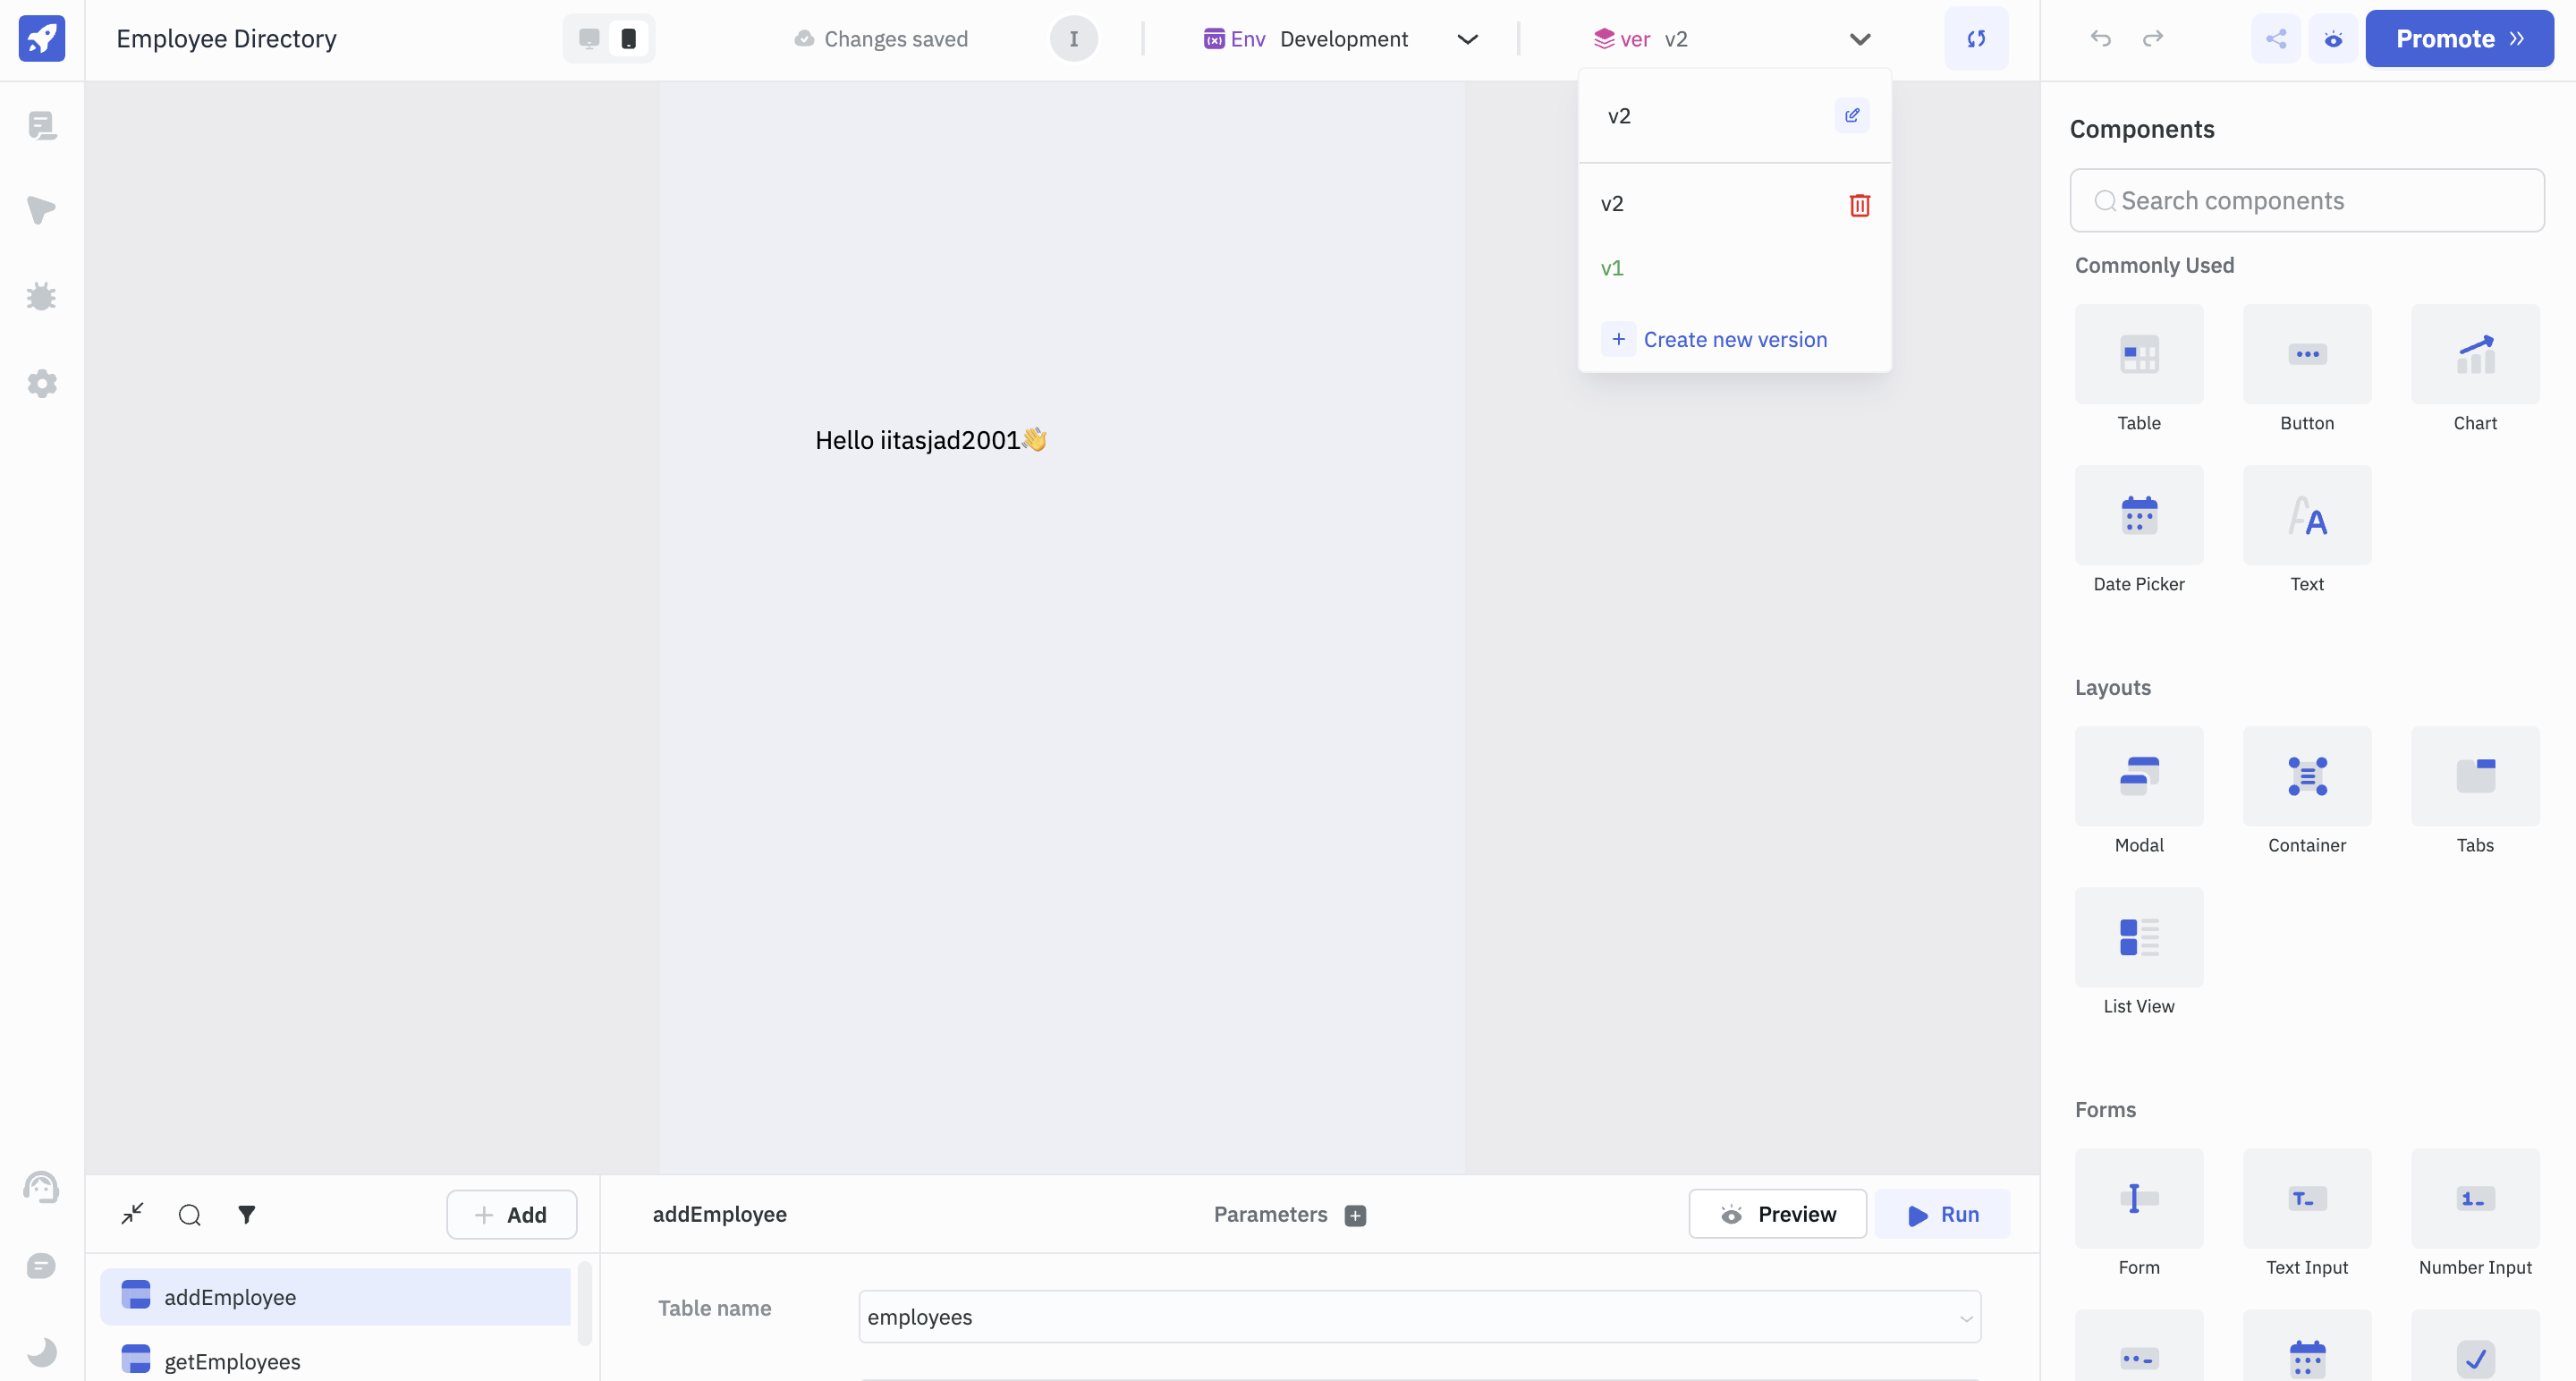 Employee Directory
Changes saved
I
Env Development
ver v2
Promote
v2
v2
v1
+ Create new version
Hello iitasjad2001👋
Components
Search components
Commonly Used
Table
Button
Chart
Date Picker
Text
Layouts
Modal
Container
Tabs
List View
Forms
Form
Text Input
Number Input
+ Add
addEmployee
getEmployees
addEmployee
Parameters
Preview
Run
Table name
employees